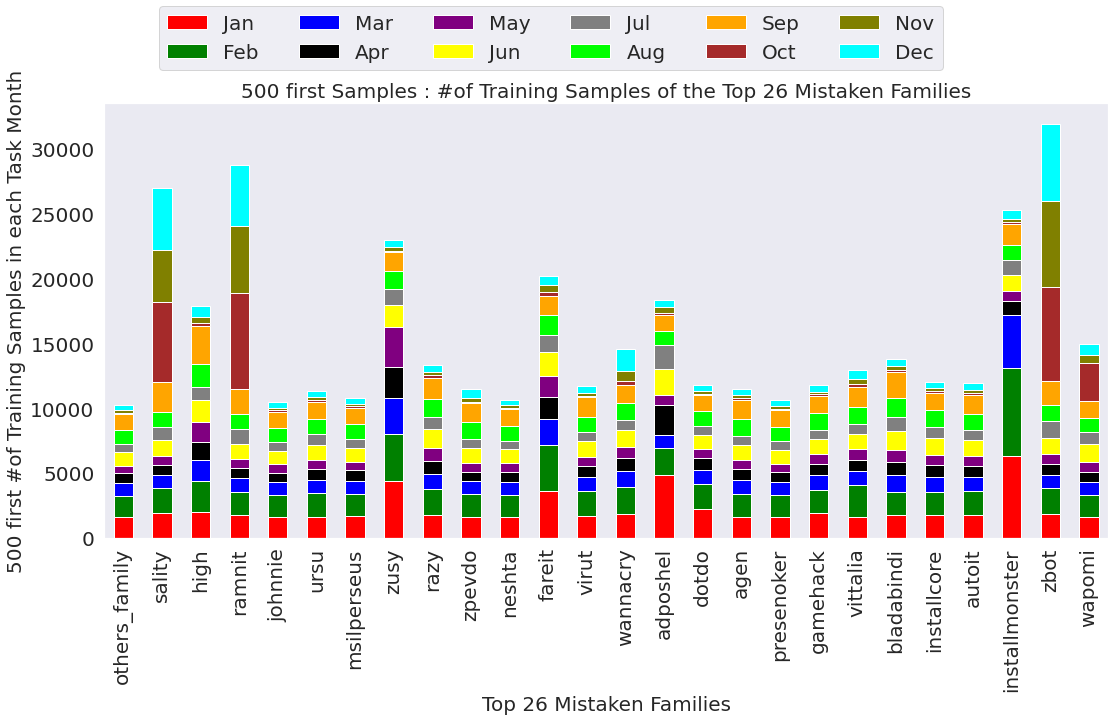 Jan Mar May Jul Sep Nov
Feb Apr Jun Aug Oct Dec
500 first Samples : #of Training Samples of the Top 26 Mistaken Families
500 first #of Training Samples in each Task Month
30000
25000
20000
15000
10000
5000
0
others_family
sality
high
ramnit
johnnie
ursu
msilperseus
zusy
razy
zpevdo
neshta
fareit
virut
wannacry
adposhel
dotdo
agen
presenoker
gamehack
vittalia
bladabindi
installcore
autoit
installmonster
zbot
wapomi
Top 26 Mistaken Families